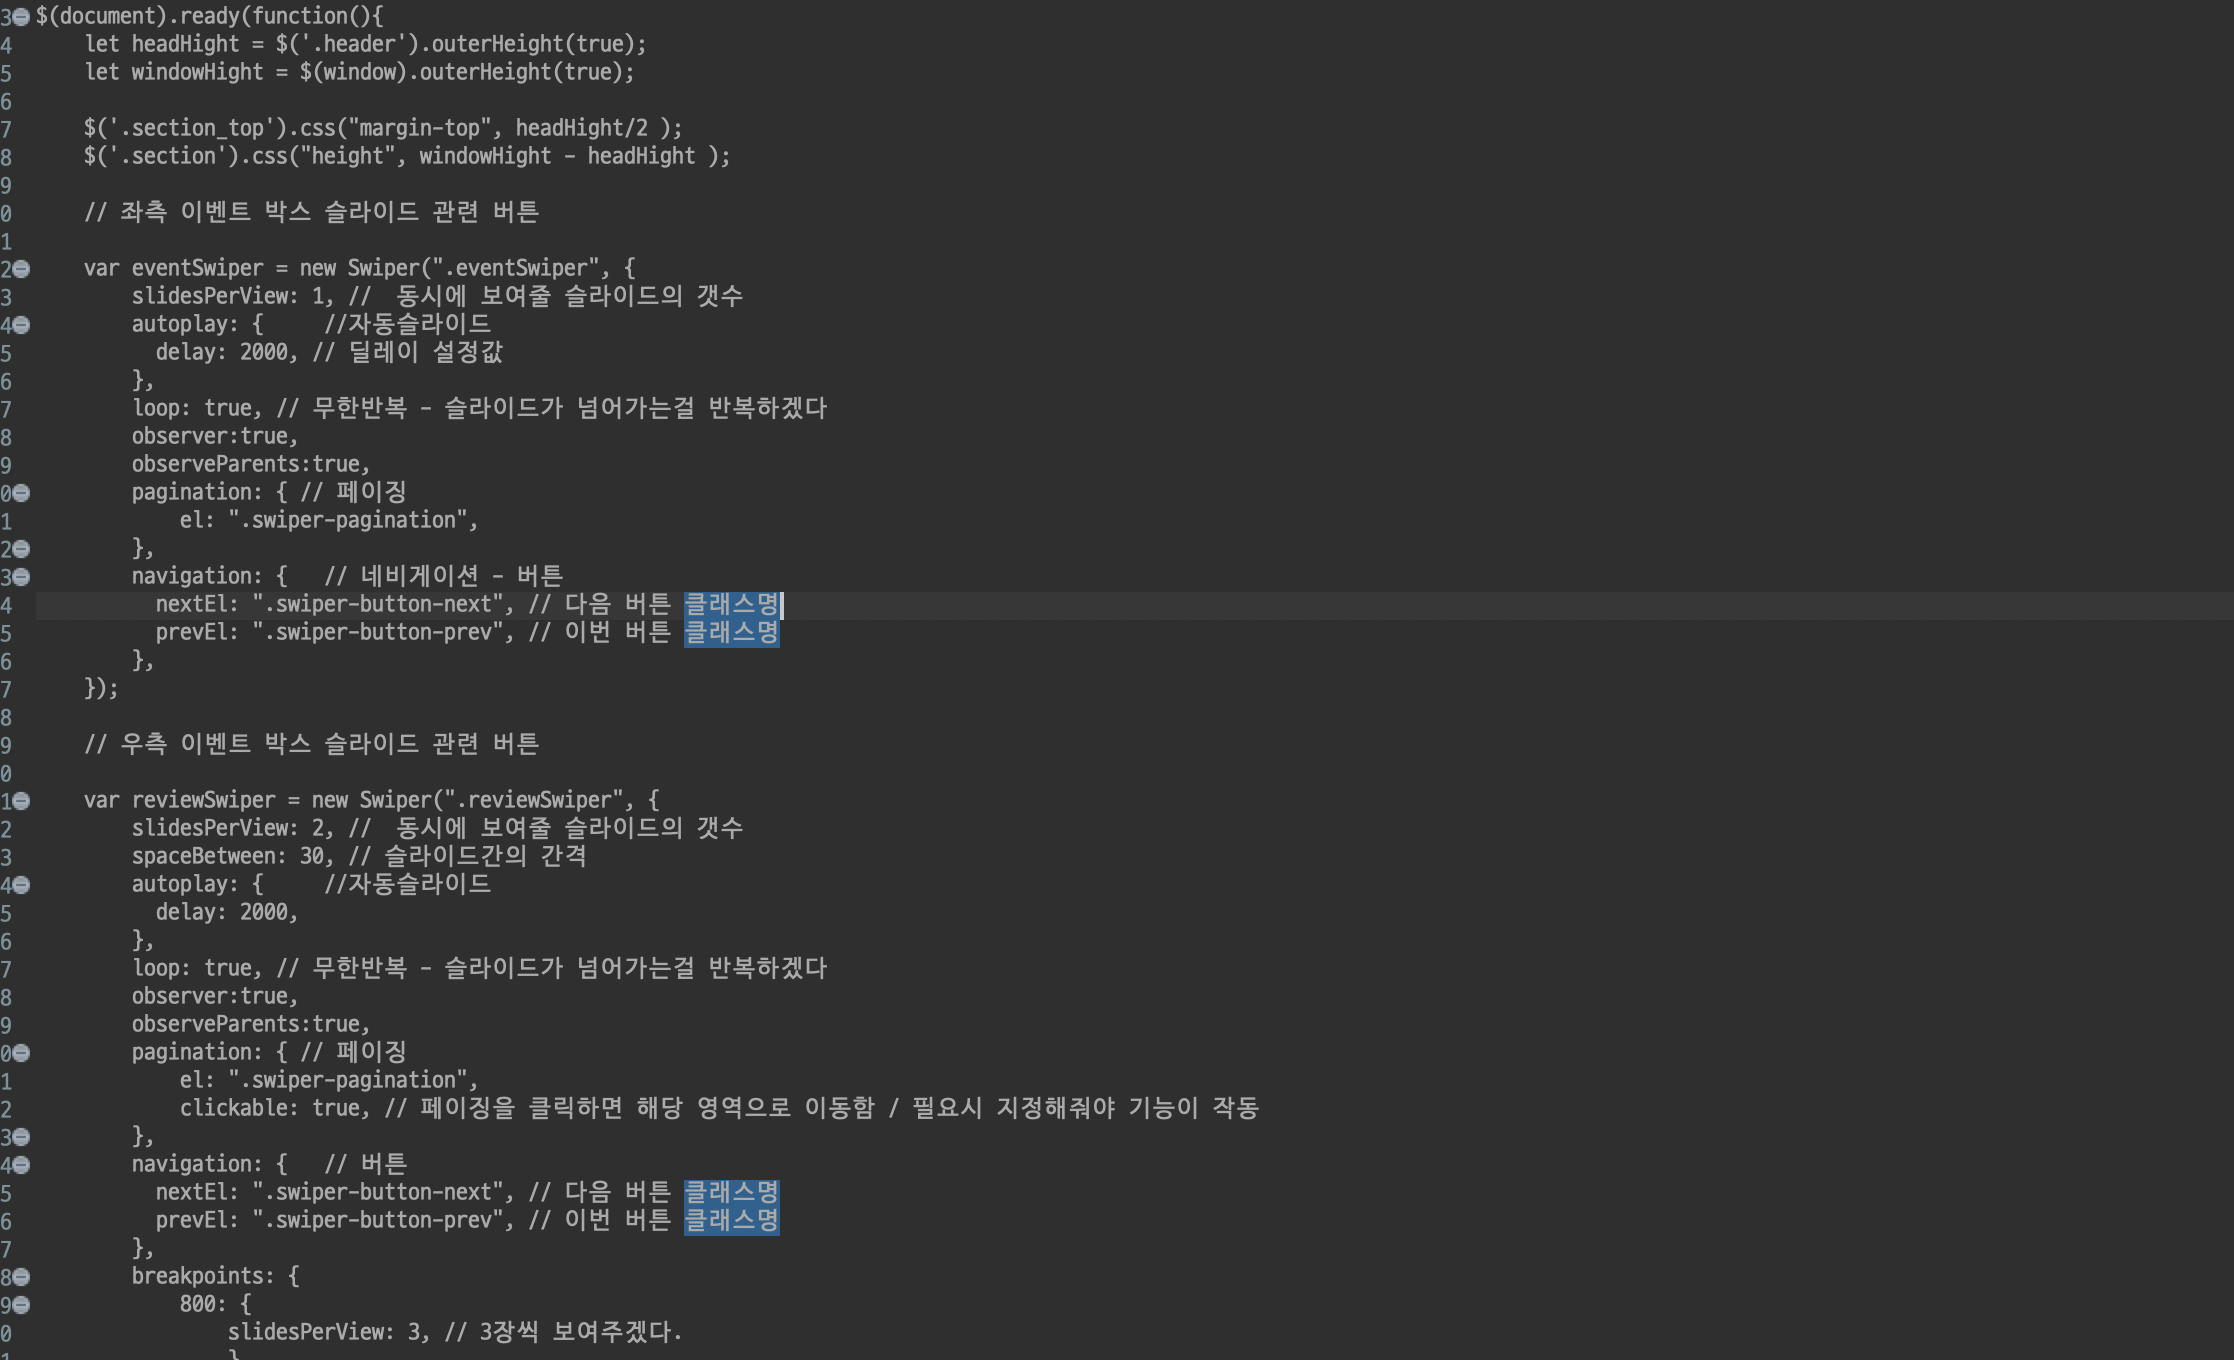 3 $(document).ready(function(){
4 let headHight = $('.header').outerHeight(true);
5 let windowHight = $(window).outerHeight(true);
6
7 $('.section_top').css("margin-top", headHight/2 );
8 $('.section').css("height", windowHight - headHight );
9
0 // 좌측 이벤트 박스 슬라이드 관련 버튼
1
2 var eventSwiper = new Swiper(".eventSwiper", {
3 slidesPerView: 1, //  동시에 보여줄 슬라이드의 갯수
4 autoplay: {     //자동슬라이드
5 delay: 2000, // 딜레이 설정값
6 },
7 loop: true, // 무한반복 - 슬라이드가 넘어가는걸 반복하겠다
8 observer:true,
9 observeParents:true,
0 pagination: { // 페이징
1 el: ".swiper-pagination",
2 },
3 navigation: {   // 네비게이션 - 버튼
4 nextEl: ".swiper-button-next", // 다음 버튼 클래스명
5 prevEl: ".swiper-button-prev", // 이번 버튼 클래스명
6 },
7 });
8
9 // 우측 이벤트 박스 슬라이드 관련 버튼
0
1 var reviewSwiper = new Swiper(".reviewSwiper", {
2 slidesPerView: 2, //  동시에 보여줄 슬라이드의 갯수
3 spaceBetween: 30, // 슬라이드간의 간격
4 autoplay: {     //자동슬라이드
5 delay: 2000,
6 },
7 loop: true, // 무한반복 - 슬라이드가 넘어가는걸 반복하겠다
8 observer:true,
9 observeParents:true,
0 pagination: { // 페이징
1 el: ".swiper-pagination",
2 clickable: true, // 페이징을 클릭하면 해당 영역으로 이동함 / 필요시 지정해줘야 기능이 작동
3 },
4 navigation: {   // 버튼
5 nextEl: ".swiper-button-next", // 다음 버튼 클래스명
6 prevEl: ".swiper-button-prev", // 이번 버튼 클래스명
7 },
8 breakpoints: {
9 800: {
0 slidesPerView: 3, // 3장씩 보여주겠다.
1 }